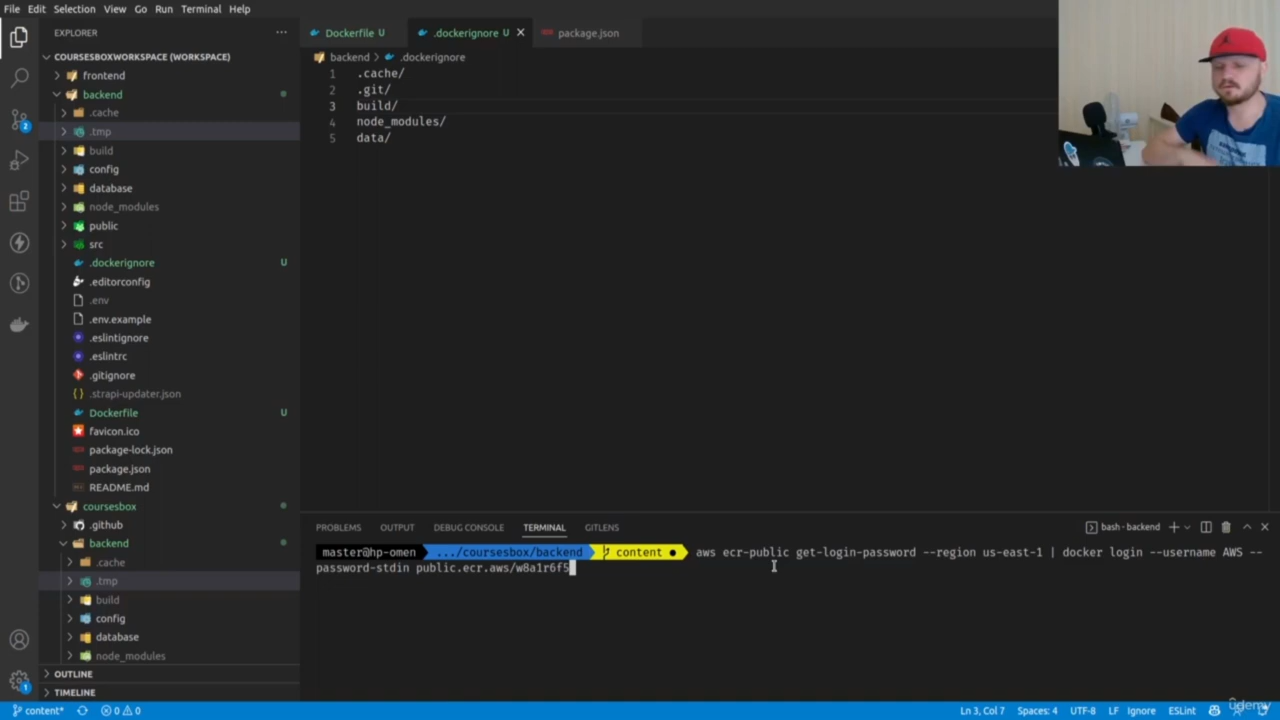 File Edit Selection View Go Run Terminal Help
EXPLORER
COURSESBOXWORKSPACE (WORKSPACE)
frontend
backend
.cache
.tmp
build
config
database
node_modules
public
src
.dockerignore U
.editorconfig
.env
.env.example
.eslintignore
.eslintrc
.gitignore
.strapi-updater.json
Dockerfile U
favicon.ico
package-lock.json
package.json
README.md
coursesbox
.github
backend
.cache
.tmp
build
config
database
node_modules
OUTLINE
TIMELINE
Dockerfile U .dockerignore U package.json
backend > .dockerignore
1 .cache/
2 .git/
3 build/
4 node_modules/
5 data/
PROBLEMS OUTPUT DEBUG CONSOLE TERMINAL GITLENS
bash - backend
master@hp-omen .../coursesbox/backend content ● aws ecr-public get-login-password --region us-east-1 | docker login --username AWS --
password-stdin public.ecr.aws/w8a1r6f5
content* 0 0 Ln 3, Col 7 Spaces: 4 UTF-8 LF Ignore ESLint
udemy